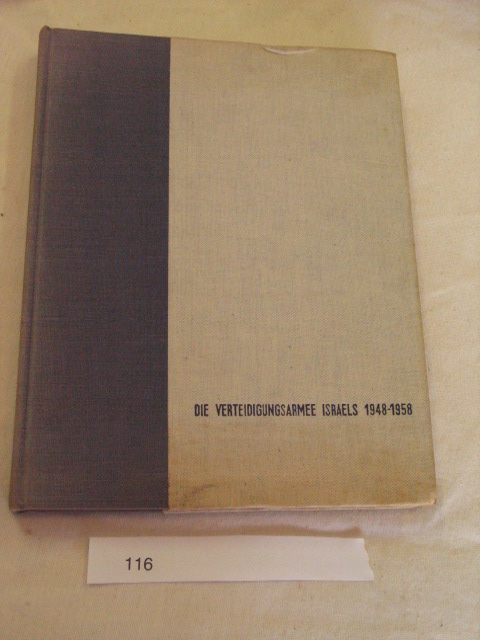 DIE VERTEIDIGUNGSARMEE ISRAELS 1948-1958
116